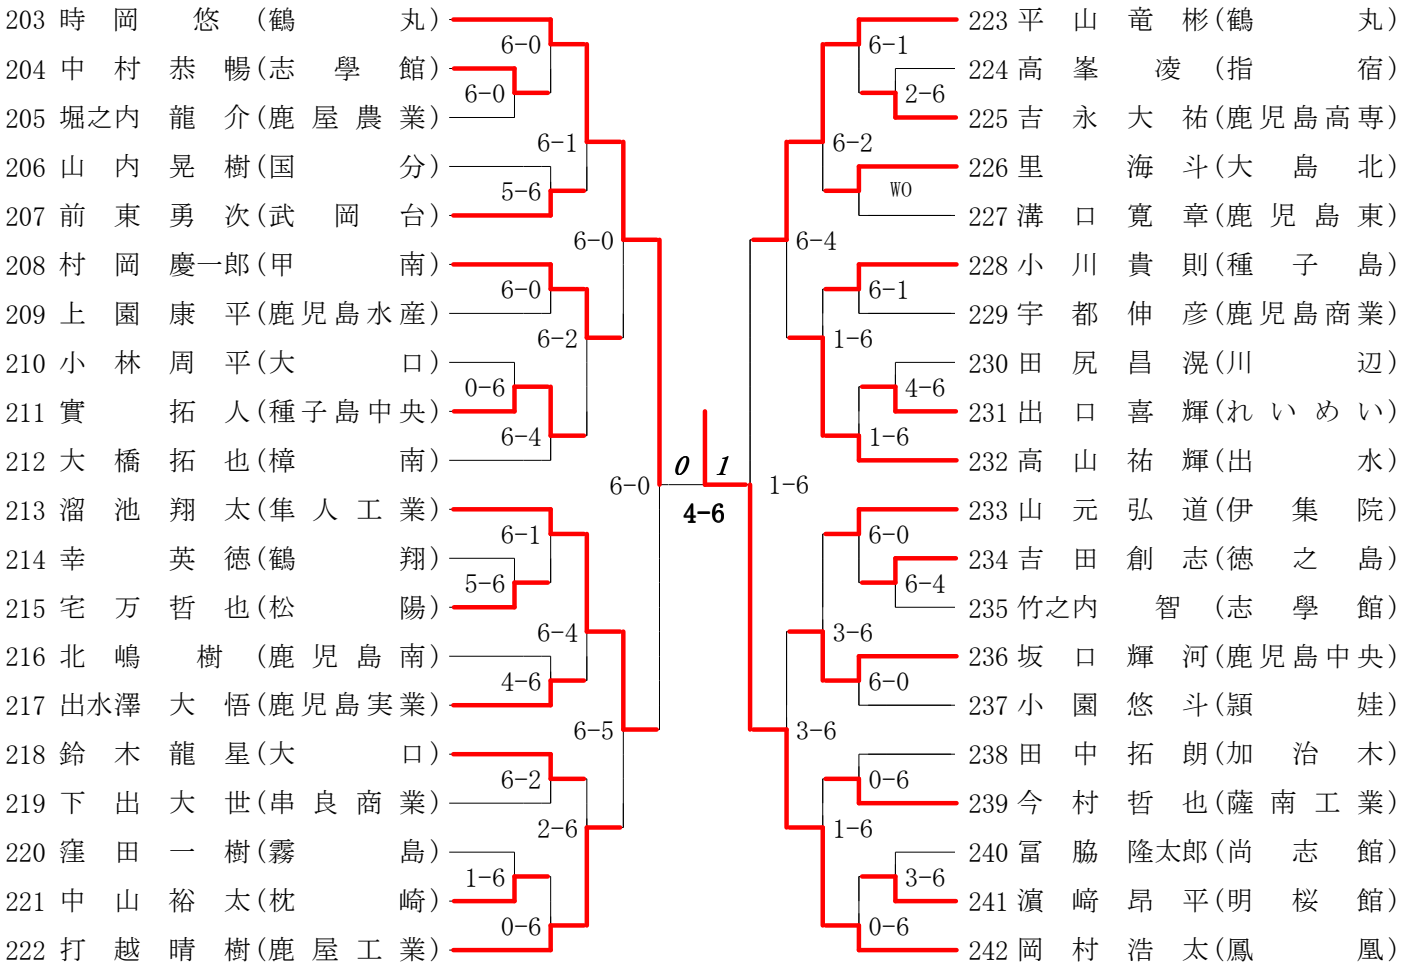 203 時 岡 悠 (鶴 丸)
204 中 村 恭 暢 (志 學 館)
205 堀之内 龍 介 (鹿 屋 農 業)
206 山 内 晃 樹 (国 分)
207 前 東 勇 次 (武 岡 台)
208 村 岡 慶一郎 (甲 南)
209 上 園 康 平 (鹿児島水産)
210 小 林 周 平 (大 口)
211 實 拓 人 (種子島中央)
212 大 橋 拓 也 (樟 南)
213 溜 池 翔 太 (隼 人 工 業)
214 幸 英 徳 (鶴 翔)
215 宅 万 哲 也 (松 陽)
216 北 嶋 樹 (鹿 児 島 南)
217 出水澤 大 悟 (鹿児島実業)
218 鈴 木 龍 星 (大 口)
219 下 出 大 世 (串 良 商 業)
220 窪 田 一 樹 (霧 島)
221 中 山 裕 太 (枕 崎)
222 打 越 晴 樹 (鹿 屋 工 業)
6-0
6-0
6-1
5-6
6-0
6-0
6-2
0-6
6-4
6-0
6-1
5-6
6-4
4-6
6-5
6-2
2-6
1-6
0-6
0 1
4-6
6-1
2-6
6-2
WO
6-4
6-1
1-6
4-6
1-6
1-6
6-0
6-4
3-6
6-0
3-6
0-6
1-6
3-6
0-6
223 平 山 竜 彬 (鶴 丸)
224 高 峯 凌 (指 宿)
225 吉 永 大 祐 (鹿児島高専)
226 里 海 斗 (大 島 北)
227 溝 口 寛 章 (鹿 児 島 東)
228 小 川 貴 則 (種 子 島)
229 宇 都 伸 彦 (鹿児島商業)
230 田 尻 昌 滉 (川 辺)
231 出 口 喜 輝 (れ い め い)
232 高 山 祐 輝 (出 水)
233 山 元 弘 道 (伊 集 院)
234 吉 田 創 志 (徳 之 島)
235 竹之内 智 (志 學 館)
236 坂 口 輝 河 (鹿児島中央)
237 小 園 悠 斗 (頴 娃)
238 田 中 拓 朗 (加 治 木)
239 今 村 哲 也 (薩 南 工 業)
240 冨 脇 隆太郎 (尚 志 館)
241 濵 﨑 昂 平 (明 桜 館)
242 岡 村 浩 太 (鳳 凰)